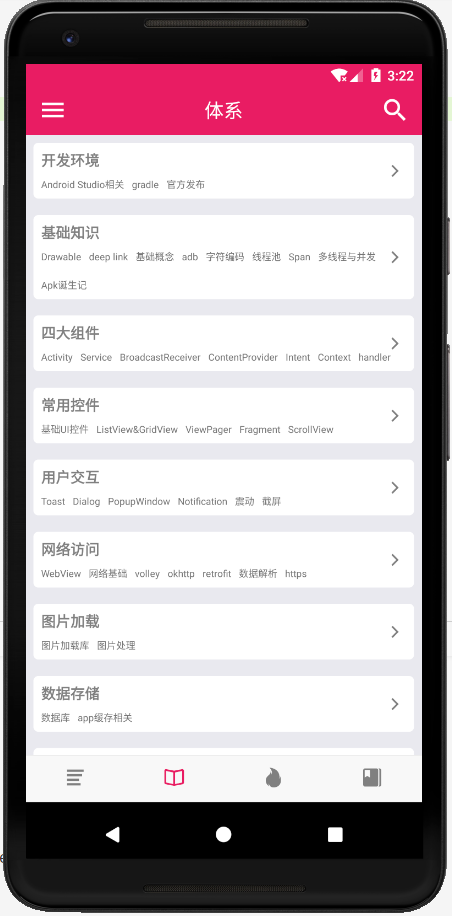 3:22
体系
开发环境
Android Studio相关 gradle 官方发布
基础知识
Drawable deep link 基础概念 adb 字符编码 线程池 Span 多线程与并发
Apk诞生记
四大组件
Activity Service BroadcastReceiver ContentProvider Intent Context handler
常用控件
基础UI控件 ListView&GridView ViewPager Fragment ScrollView
用户交互
Toast Dialog PopupWindow Notification 震动 截屏
网络访问
WebView 网络基础 volley okhttp retrofit 数据解析 https
图片加载
图片加载库 图片处理
数据存储
数据库 app缓存相关